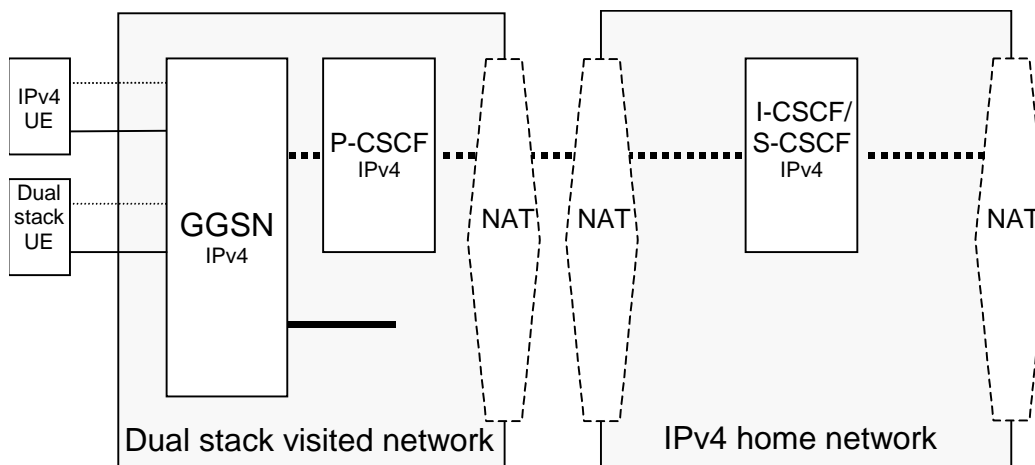 IPv4
UE
Dual
stack
UE
GGSN
IPv4
P-CSCF
IPv4
NAT
NAT
I-CSCF/
S-CSCF
IPv4
NAT
Dual stack visited network
IPv4 home network